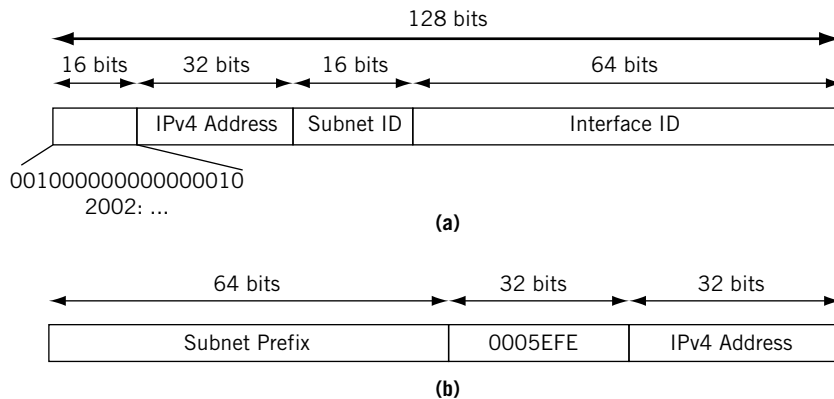 128 bits
16 bits 32 bits 16 bits 64 bits
IPv4 Address Subnet ID Interface ID
0010000000000000010
2002: ...
(a)
64 bits 32 bits 32 bits
Subnet Prefix 0005EFE IPv4 Address
(b)